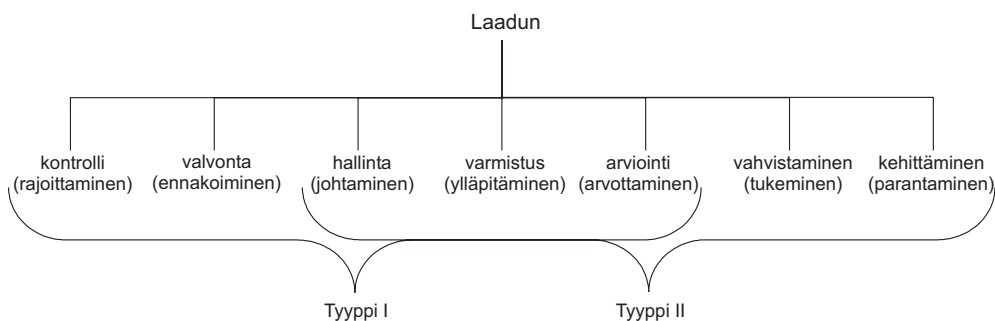 Laadun
kontrolli
(rajoittaminen)
valvonta
(ennakoiminen)
hallinta
(johtaminen)
varmistus
(ylläpitäminen)
arviointi
(arvottaminen)
vahvistaminen
(tukeminen)
kehittäminen
(parantaminen)
Tyyppi I
Tyyppi II